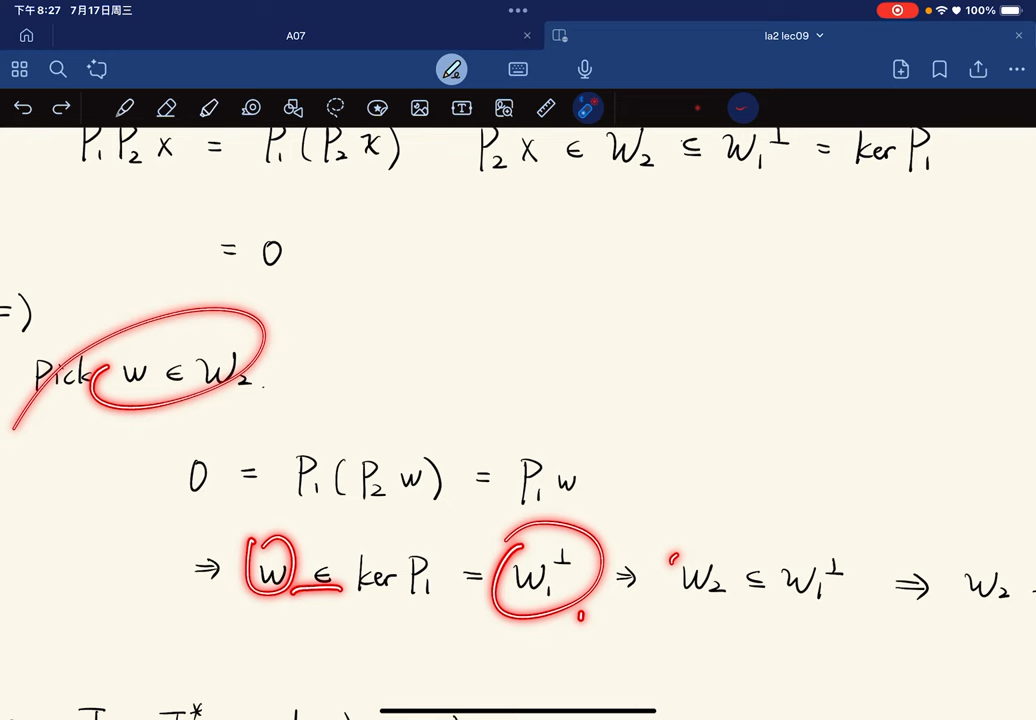 下午8:27 7月17日周三
100%
A07
la2 lec09
P₁ P₂ x = P₁ ( P₂ x ) P₂ x ∈ W₂ ⊆ W₁^⊥ = ker P₁
= 0
=)
Pick w ∈ W₂.
0 = P₁ ( P₂ w ) = P₁ w
⇒ w ∈ ker P₁ = W₁^⊥ ⇒ W₂ ⊆ W₁^⊥ ⇒ W₂